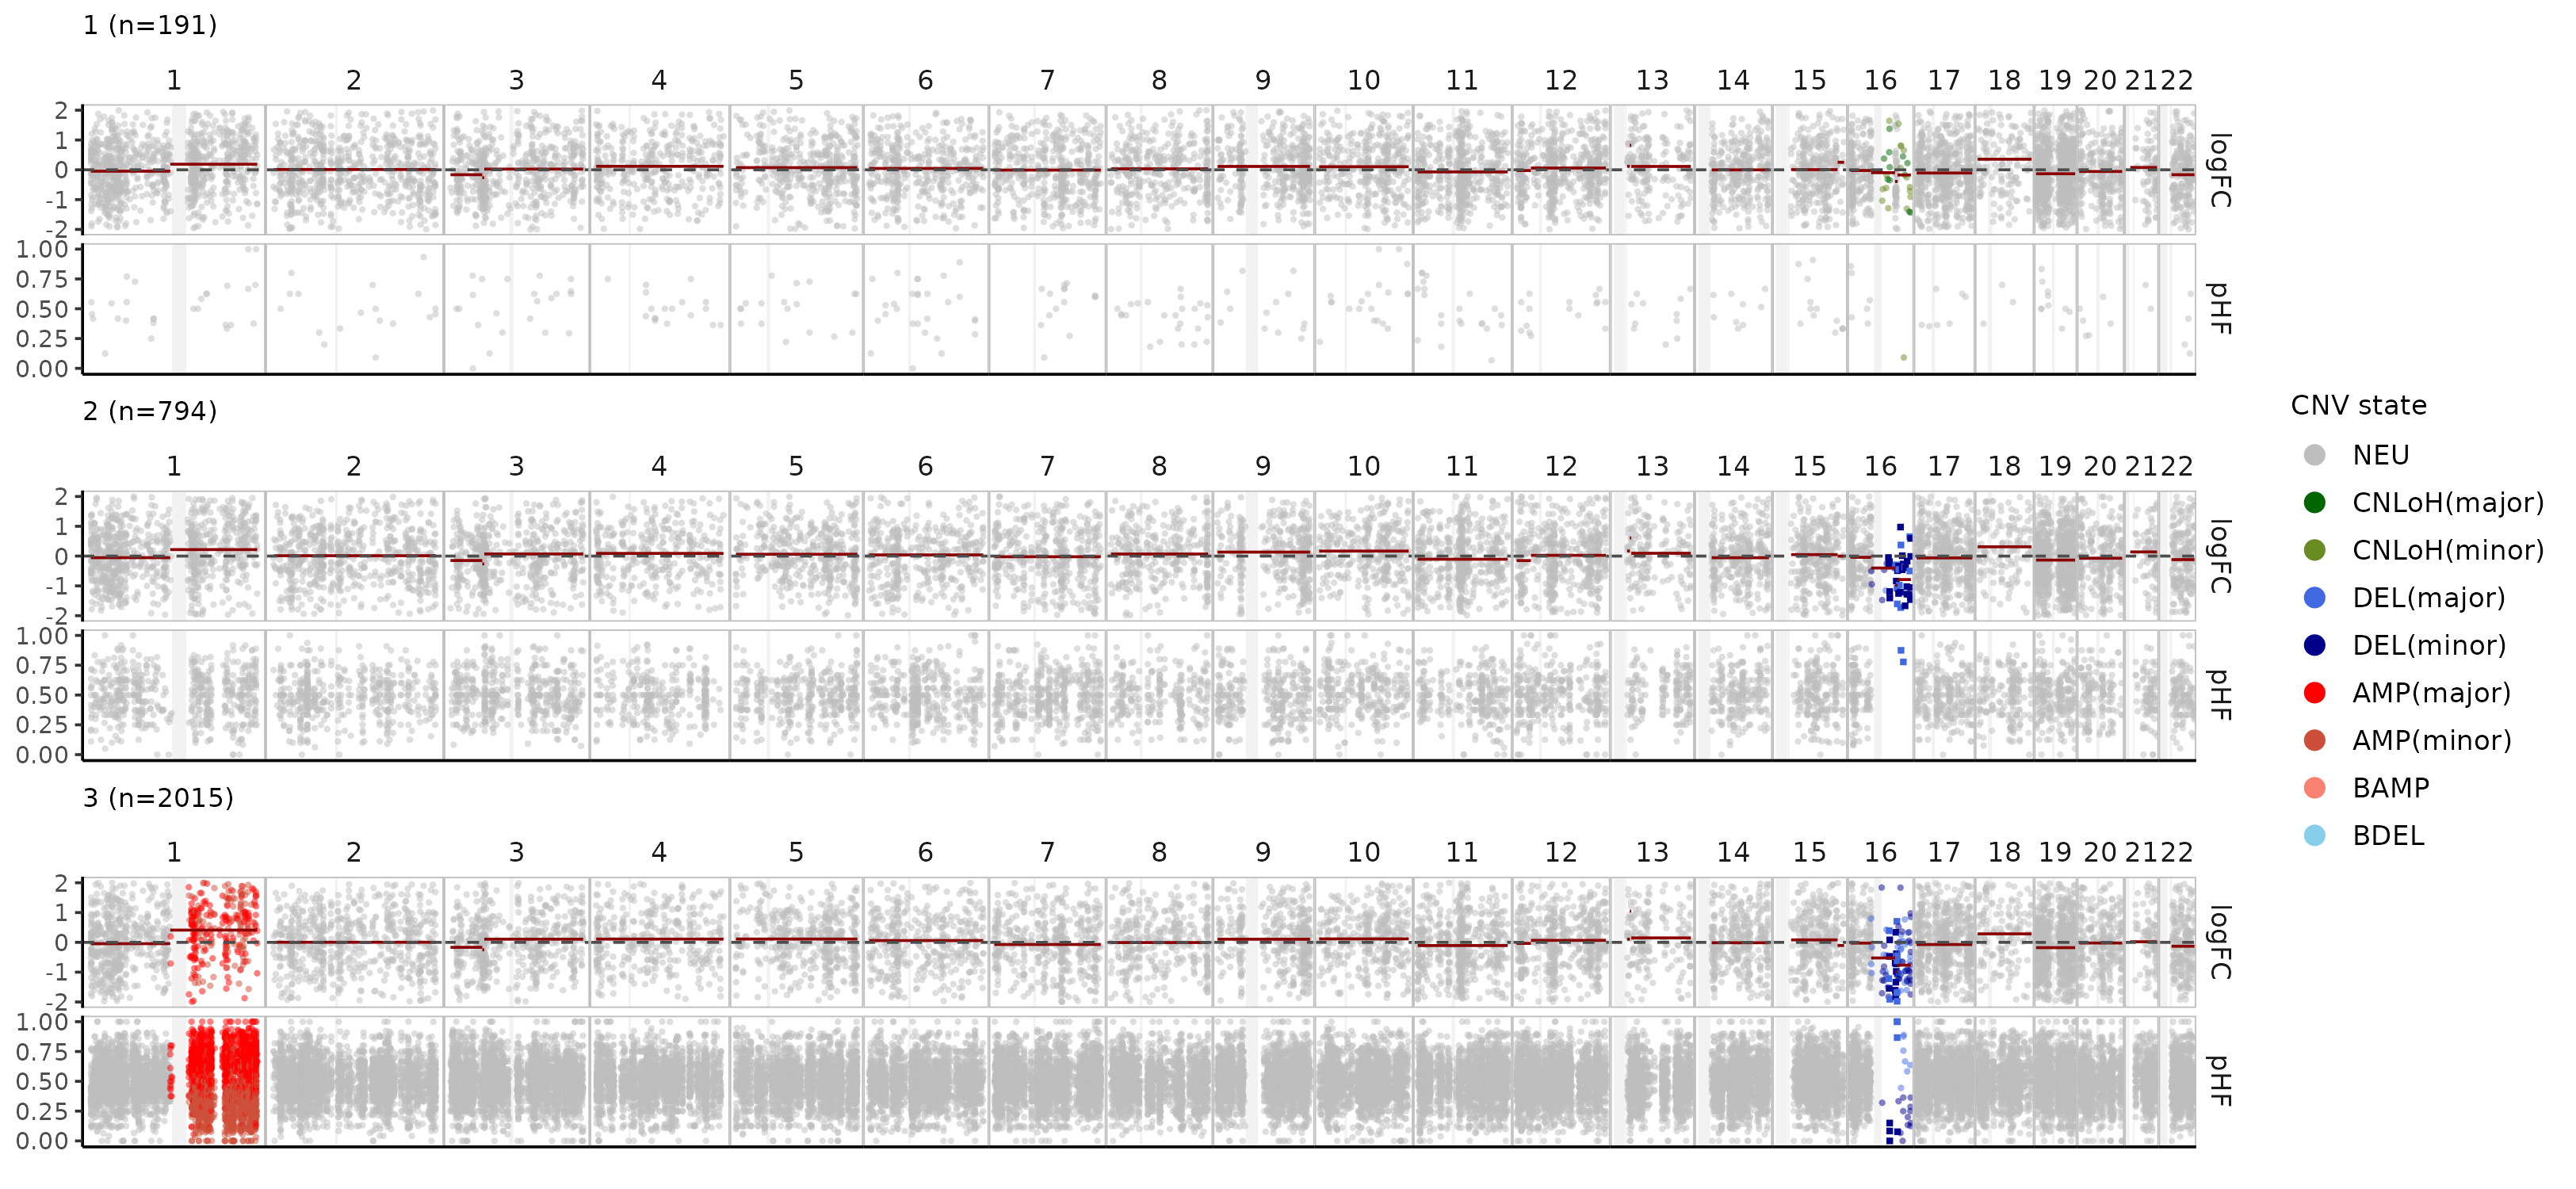 1 (n=191)
1 2 3 4 5 6 7 8 9 10 11 12 13 14 15 16 17 18 19 20 21 22
2
1
0
-1
-2
logFC
1.00
0.75
0.50
0.25
0.00
pHF
2 (n=794)
1 2 3 4 5 6 7 8 9 10 11 12 13 14 15 16 17 18 19 20 21 22
2
1
0
-1
-2
logFC
1.00
0.75
0.50
0.25
0.00
pHF
3 (n=2015)
1 2 3 4 5 6 7 8 9 10 11 12 13 14 15 16 17 18 19 20 21 22
2
1
0
-1
-2
logFC
1.00
0.75
0.50
0.25
0.00
pHF
CNV state
NEU
CNLoH(major)
CNLoH(minor)
DEL(major)
DEL(minor)
AMP(major)
AMP(minor)
BAMP
BDEL